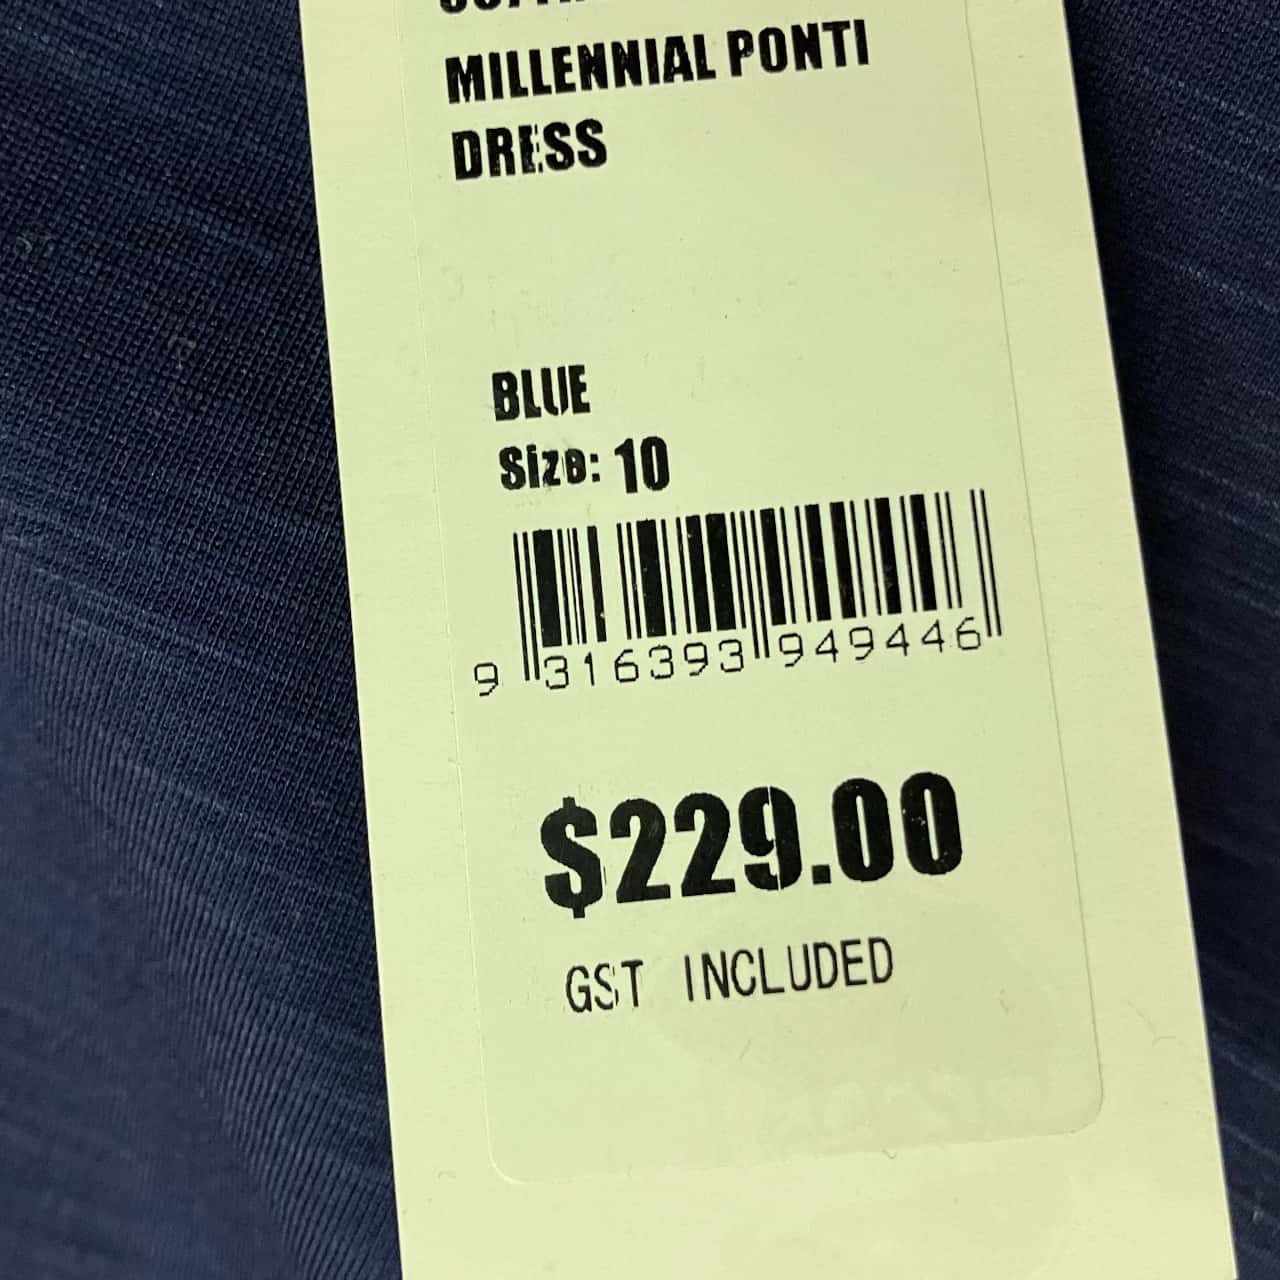 MILLENNIAL PONTI
DRESS
BLUE
Size: 10
9 316393 949446
$229.00
GST INCLUDED